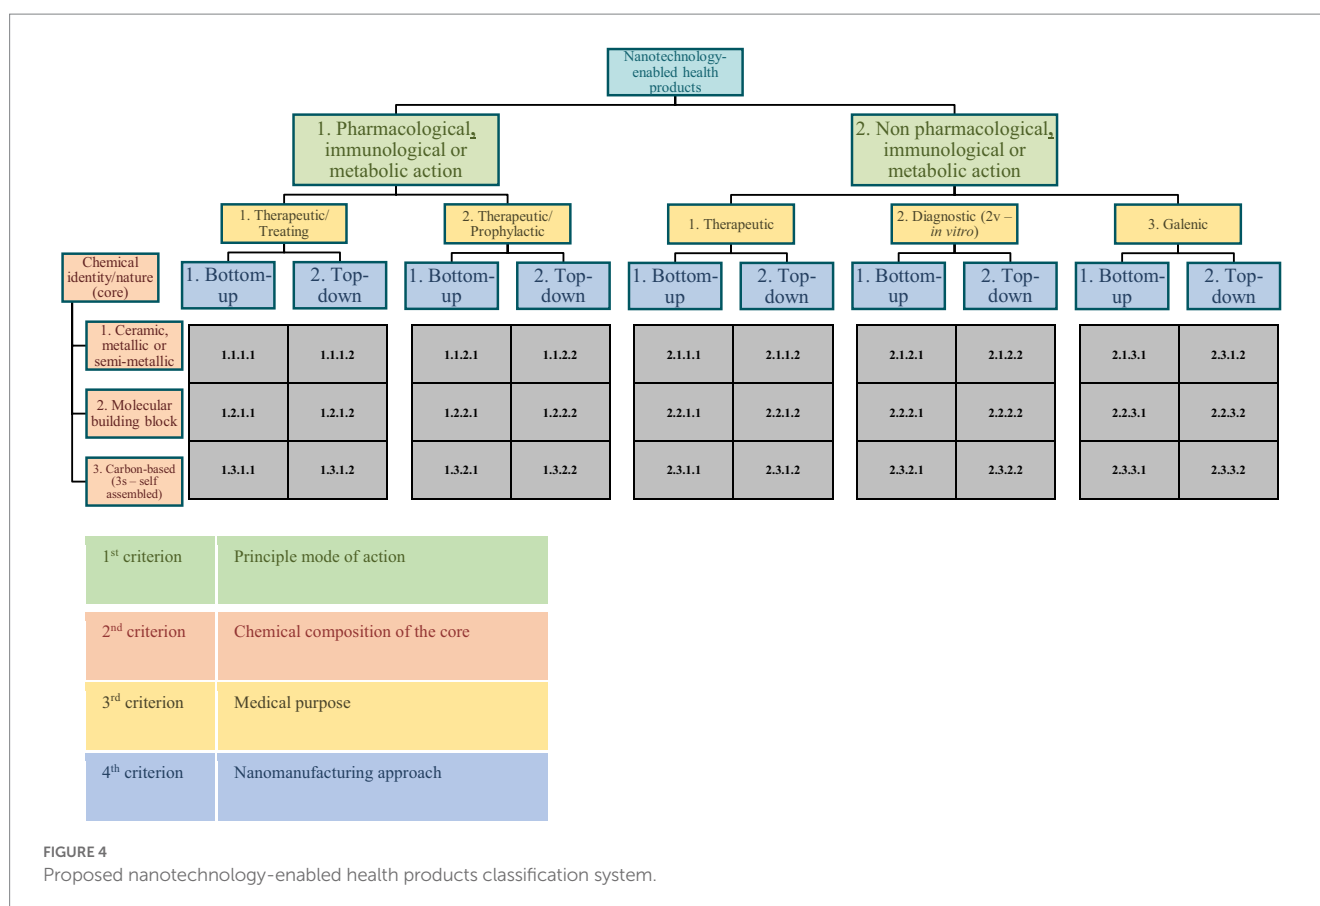 Nanotechnology-
enabled health
products
1. Pharmacological,
immunological or
metabolic action
2. Non pharmacological,
immunological or
metabolic action
1. Therapeutic/
Treating
2. Therapeutic/
Prophylactic
1. Therapeutic
2. Diagnostic (2v –
in vitro)
3. Galenic
Chemical
identity/nature
(core)
1. Bottom-
up
2. Top-
down
1. Bottom-
up
2. Top-
down
1. Bottom-
up
2. Top-
down
1. Bottom-
up
2. Top-
down
1. Bottom-
up
2. Top-
down
1. Ceramic,
metallic or
semi-metallic
1.1.1.1 1.1.1.2 1.1.2.1 1.1.2.2 2.1.1.1 2.1.1.2 2.1.2.1 2.1.2.2 2.1.3.1 2.3.1.2
2. Molecular
building block
1.2.1.1 1.2.1.2 1.2.2.1 1.2.2.2 2.2.1.1 2.2.1.2 2.2.2.1 2.2.2.2 2.2.3.1 2.2.3.2
3. Carbon-based
(3s – self
assembled)
1.3.1.1 1.3.1.2 1.3.2.1 1.3.2.2 2.3.1.1 2.3.1.2 2.3.2.1 2.3.2.2 2.3.3.1 2.3.3.2
1st criterion Principle mode of action
2nd criterion Chemical composition of the core
3rd criterion Medical purpose
4th criterion Nanomanufacturing approach
FIGURE 4
Proposed nanotechnology-enabled health products classification system.